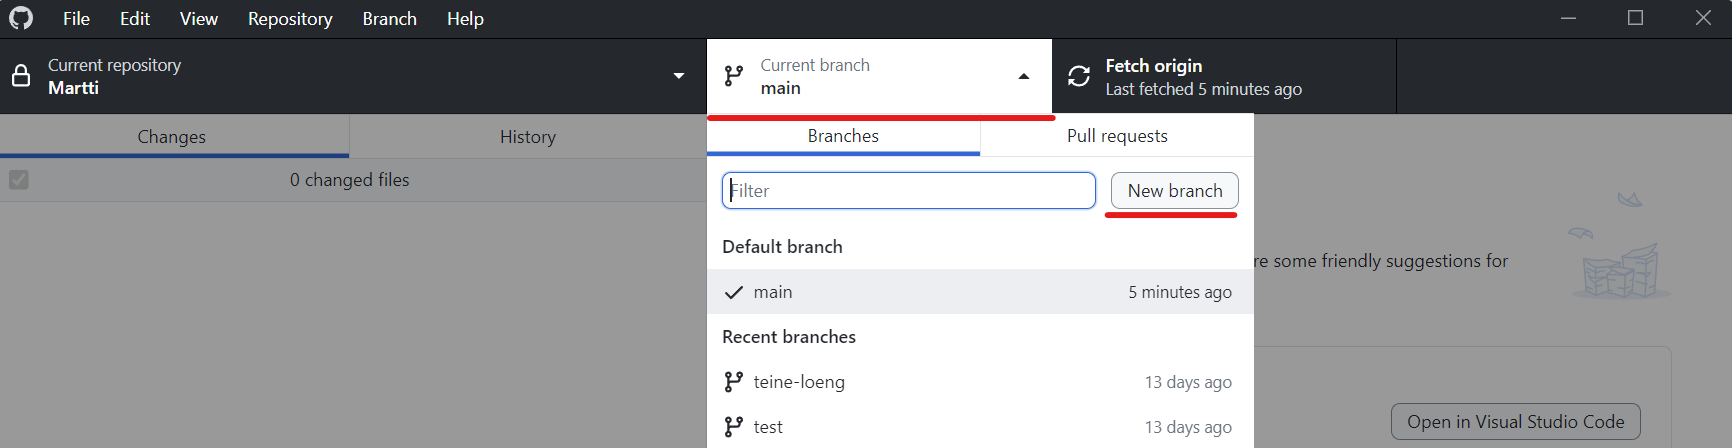 File Edit View Repository Branch Help
Current repository
Martti
Current branch
main
Fetch origin
Last fetched 5 minutes ago
Changes
History
0 changed files
Branches
Pull requests
Filter
New branch
Default branch
main
5 minutes ago
Recent branches
teine-loeng
13 days ago
test
13 days ago
re some friendly suggestions for
Open in Visual Studio Code